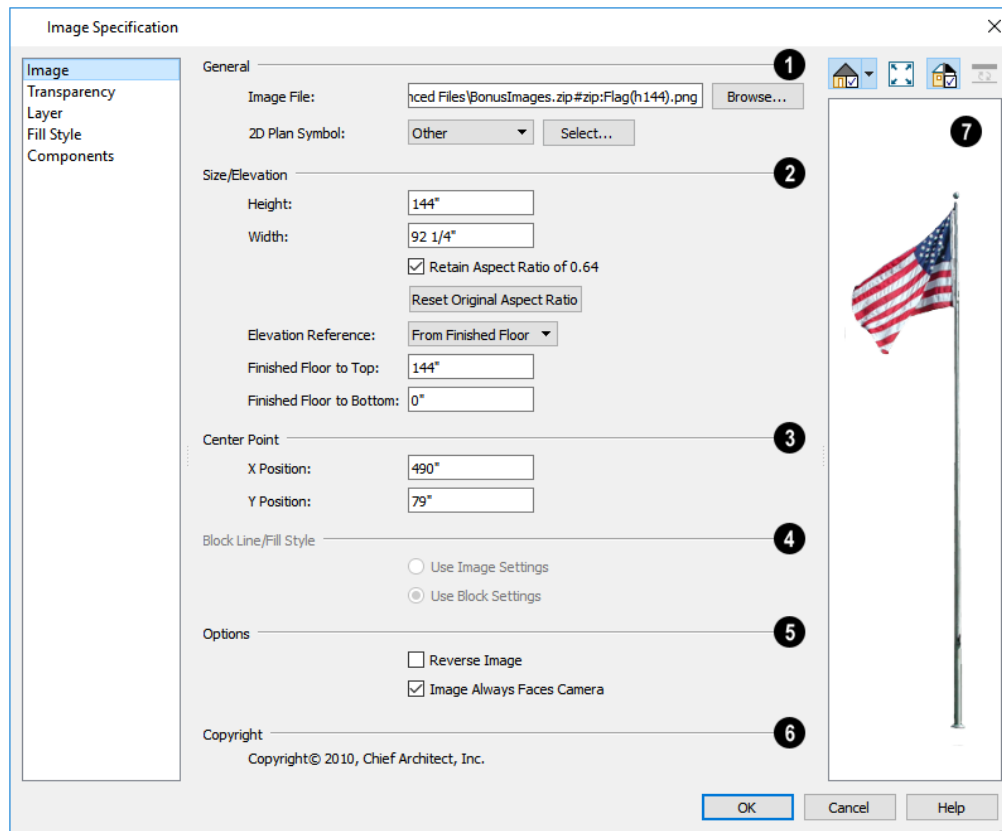 Image Specification
Image
Transparency
Layer
Fill Style
Components
General
1
Image File:
nced Files\BonusImages.zip#zip:Flag(h144).png
Browse...
2D Plan Symbol:
Other
Select...
Size/Elevation
2
Height:
144"
Width:
92 1/4"
Retain Aspect Ratio of 0.64
Reset Original Aspect Ratio
Elevation Reference:
From Finished Floor
Finished Floor to Top:
144"
Finished Floor to Bottom:
0"
Center Point
3
X Position:
490"
Y Position:
79"
Block Line/Fill Style
4
Use Image Settings
Use Block Settings
Options
5
Reverse Image
Image Always Faces Camera
Copyright
6
Copyright© 2010, Chief Architect, Inc.
7
OK
Cancel
Help